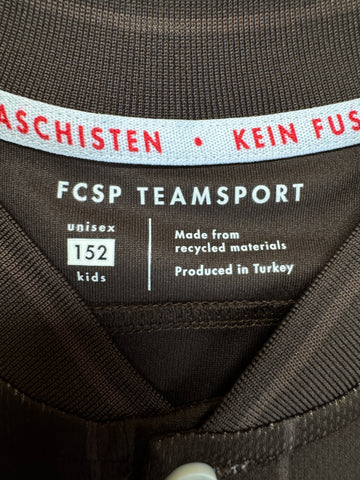 ASCHISTEN • KEIN FUS
FCSP TEAMSPORT
unisex
152
kids
Made from
recycled materials
Produced in Turkey